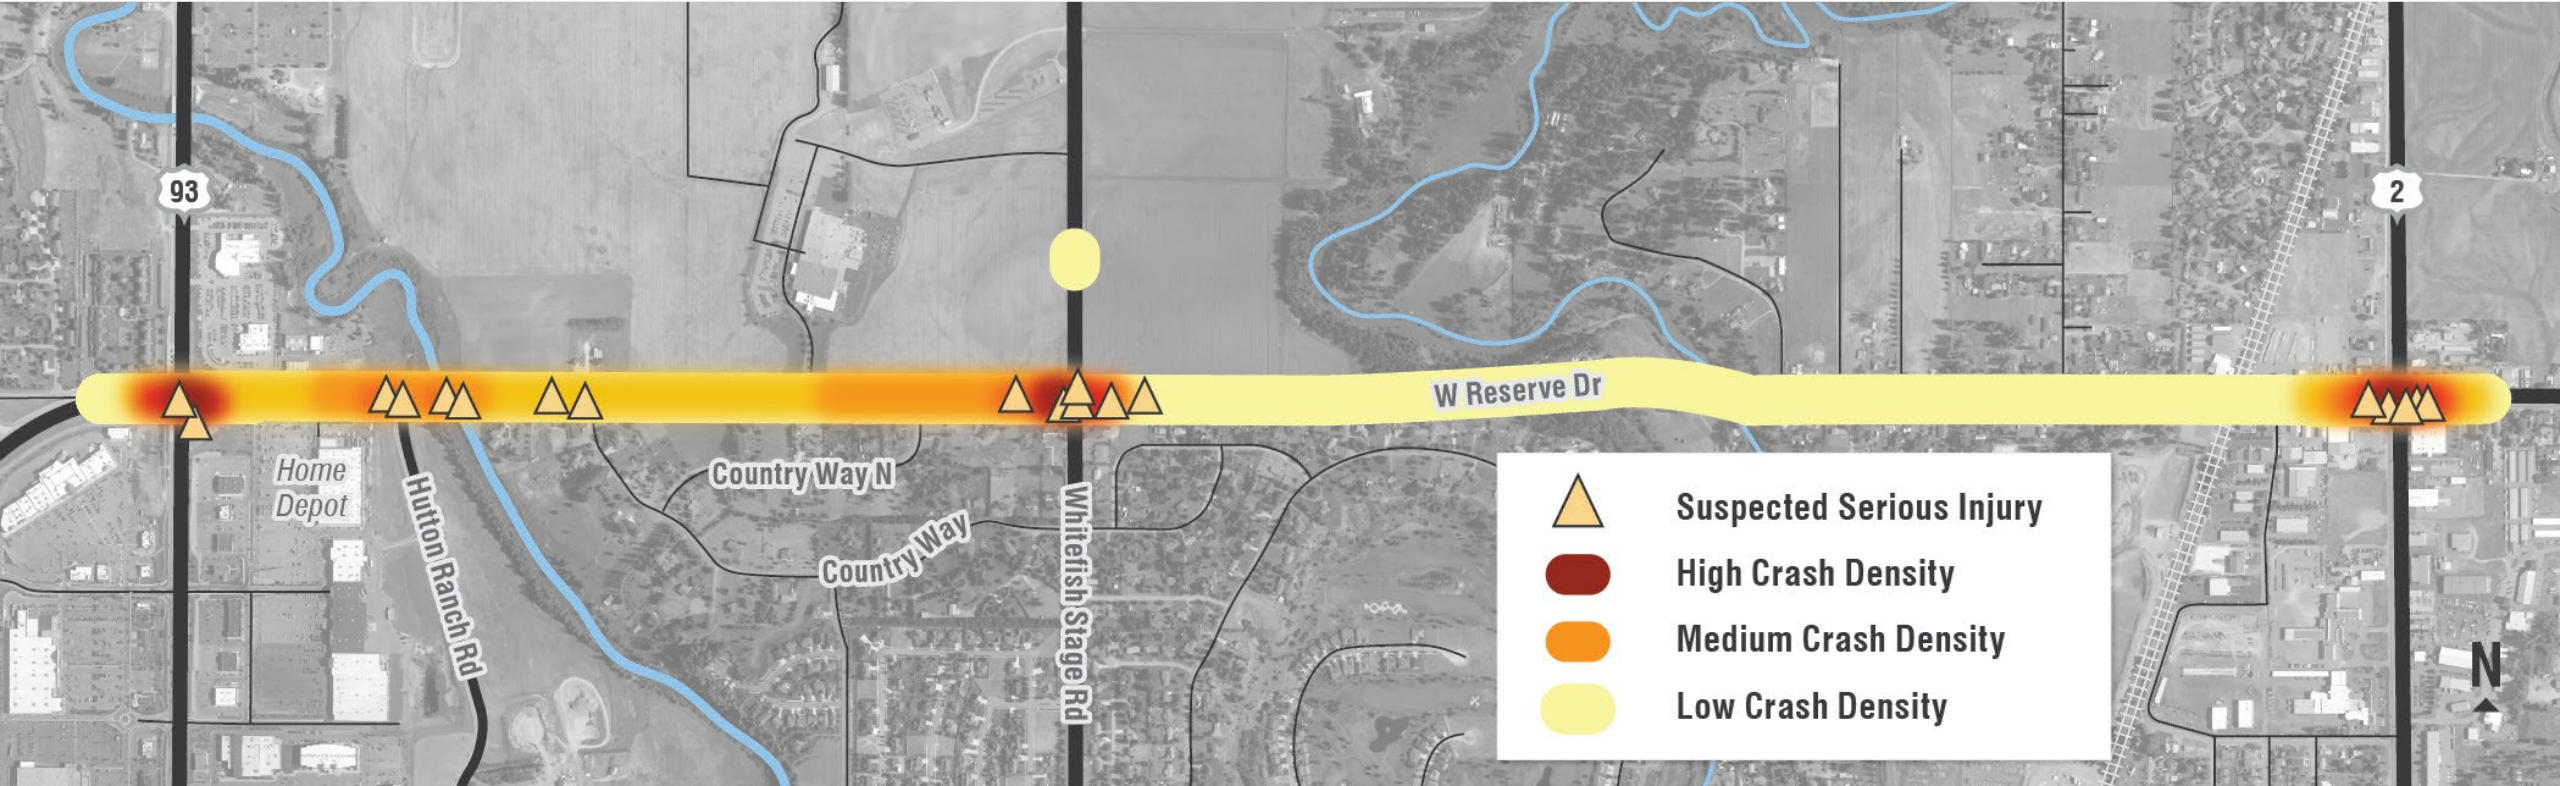 93
2
W Reserve Dr
Home
Depot
Hutton Ranch Rd
Country Way N
Country Way
Whitefish Stage Rd
Suspected Serious Injury
High Crash Density
Medium Crash Density
Low Crash Density
N